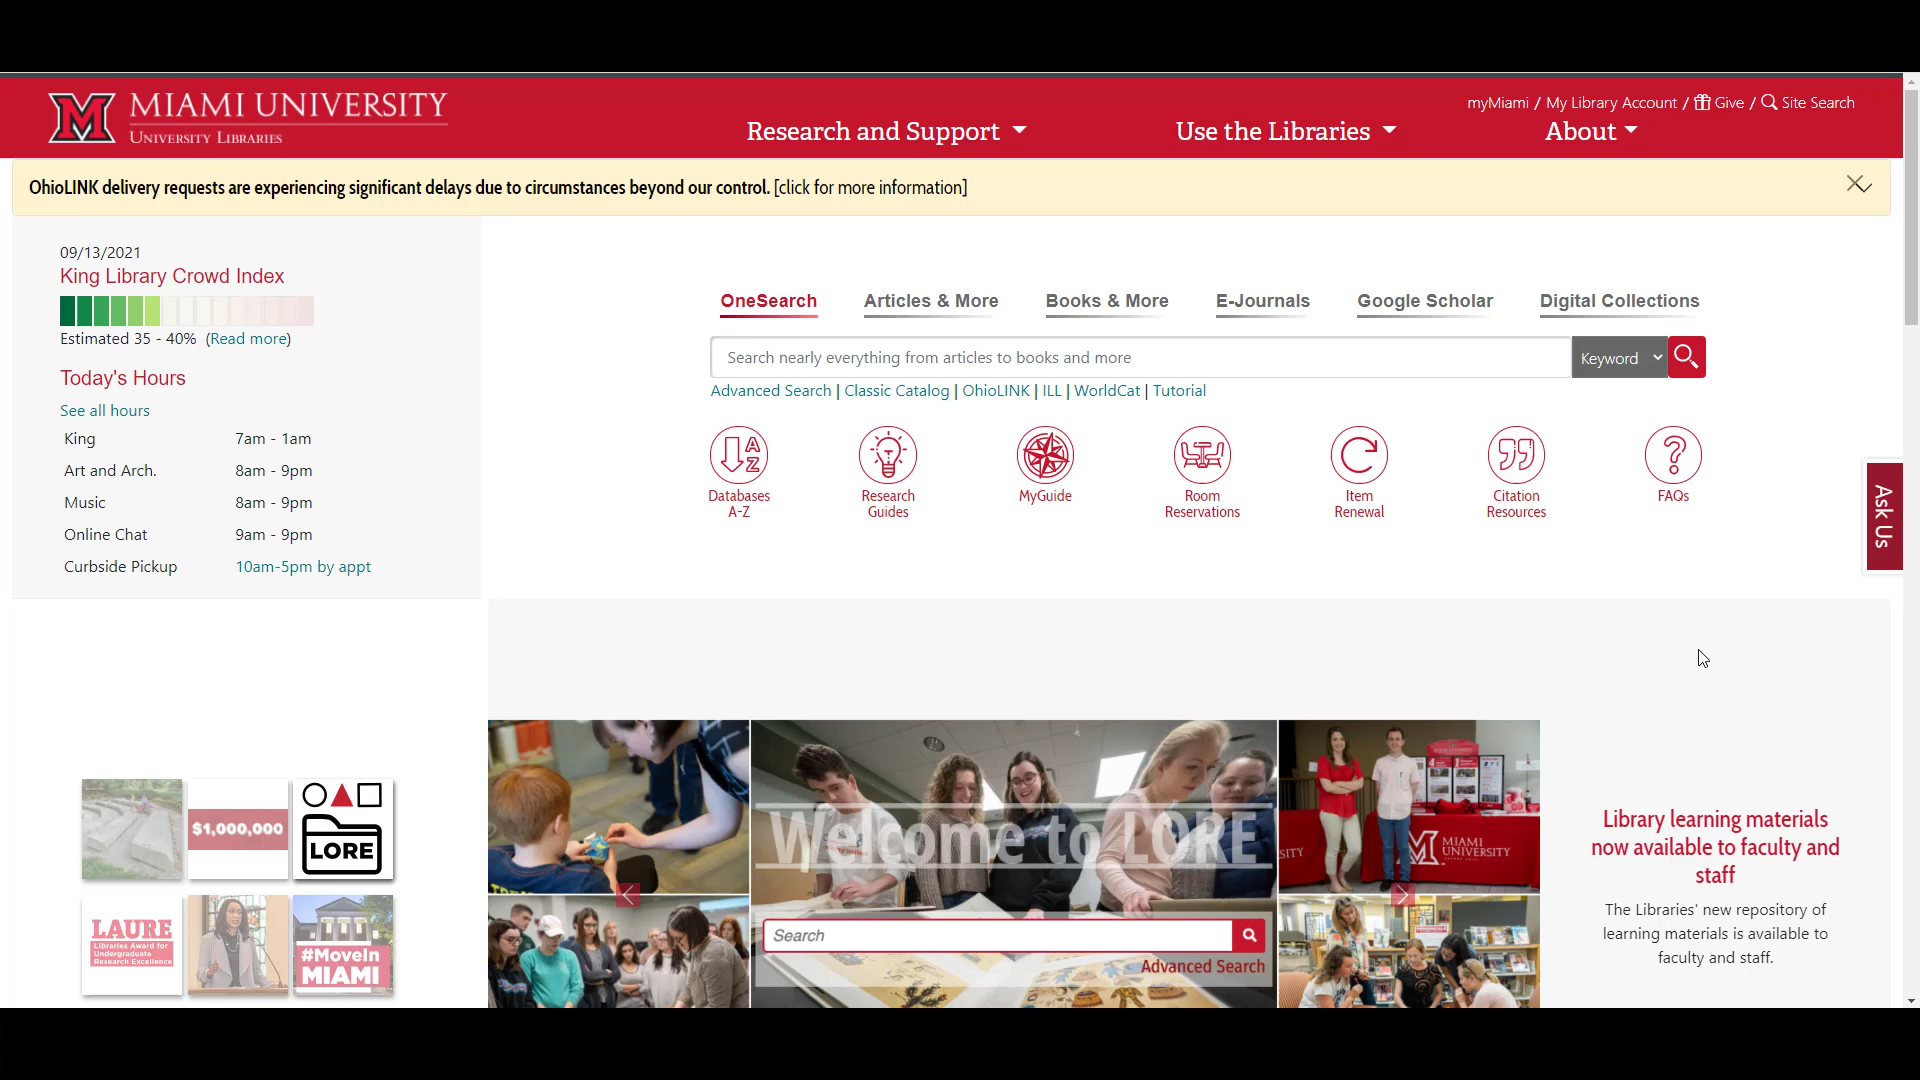 MIAMI UNIVERSITY
UNIVERSITY LIBRARIES
myMiami / My Library Account / Give / Site Search
Research and Support
Use the Libraries
About
OhioLINK delivery requests are experiencing significant delays due to circumstances beyond our control. [click for more information]
09/13/2021
King Library Crowd Index
Estimated 35 - 40% (Read more)
Today's Hours
See all hours
King 7am - 1am
Art and Arch. 8am - 9pm
Music 8am - 9pm
Online Chat 9am - 9pm
Curbside Pickup 10am-5pm by appt
OneSearch
Articles & More
Books & More
E-Journals
Google Scholar
Digital Collections
Search nearly everything from articles to books and more
Keyword
Advanced Search | Classic Catalog | OhioLINK | ILL | WorldCat | Tutorial
Databases
A-Z
Research
Guides
MyGuide
Room
Reservations
Item
Renewal
Citation
Resources
FAQs
Ask Us
$1,000,000
LORE
LAURE
Libraries Award for
Undergraduate
Research Excellence
#MoveIn
MIAMI
Welcome to LORE
Search
Advanced Search
MIAMI
UNIVERSITY
Library learning materials
now available to faculty and
staff
The Libraries' new repository of
learning materials is available to
faculty and staff.